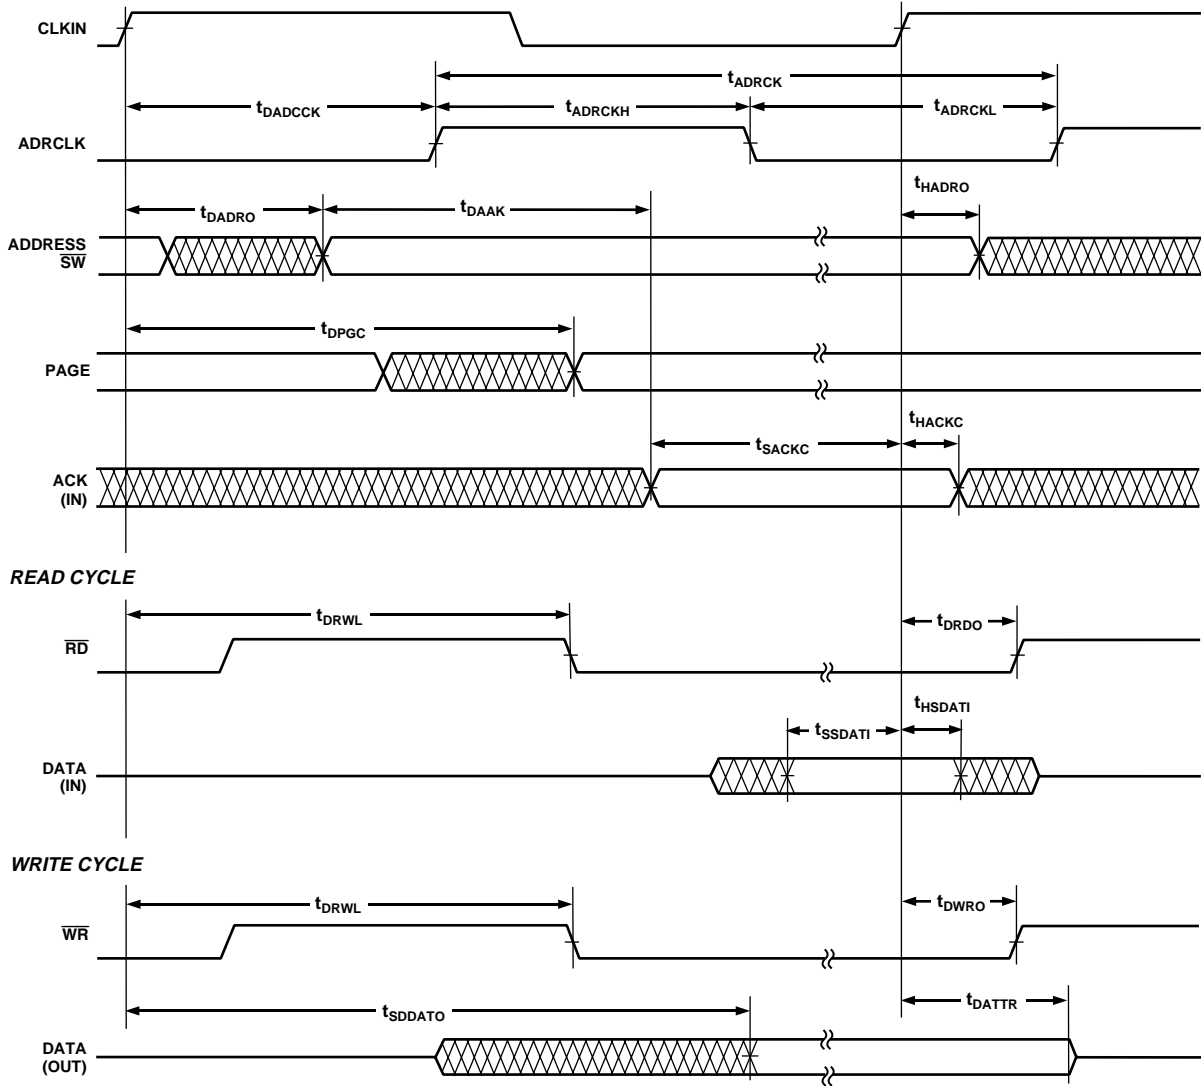 CLKIN
tADRCK
tDADCCK
tADRCKH
tADRCKL
ADRCLK
tHADRO
tDADRO
tDAAK
ADDRESS
SW
tDPGC
PAGE
tHACKC
tSACKC
ACK
(IN)
READ CYCLE
tDRWL
tDRDO
RD
tHSDATI
tSSDATI
DATA
(IN)
WRITE CYCLE
tDRWL
tDWRO
WR
tSDDATO
tDATTR
DATA
(OUT)